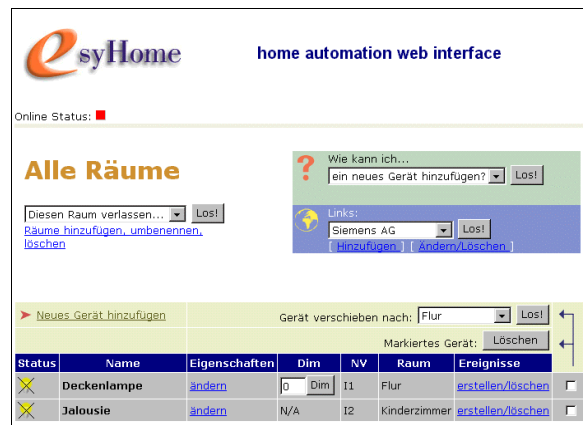 esyHome
home automation web interface
Online Status:
Alle Räume
Wie kann ich...
ein neues Gerät hinzufügen? Los!
Diesen Raum verlassen... Los!
Räume hinzufügen, umbenennen,
löschen
Links:
Siemens AG Los!
[ Hinzufügen ] [ Ändern/Löschen ]
Neues Gerät hinzufügen
Gerät verschieben nach: Flur Los!
Markiertes Gerät: Löschen
Status Name Eigenschaften Dim NV Raum Ereignisse
Deckenlampe ändern 0 Dim I1 Flur erstellen/löschen
Jalousie ändern N/A I2 Kinderzimmer erstellen/löschen